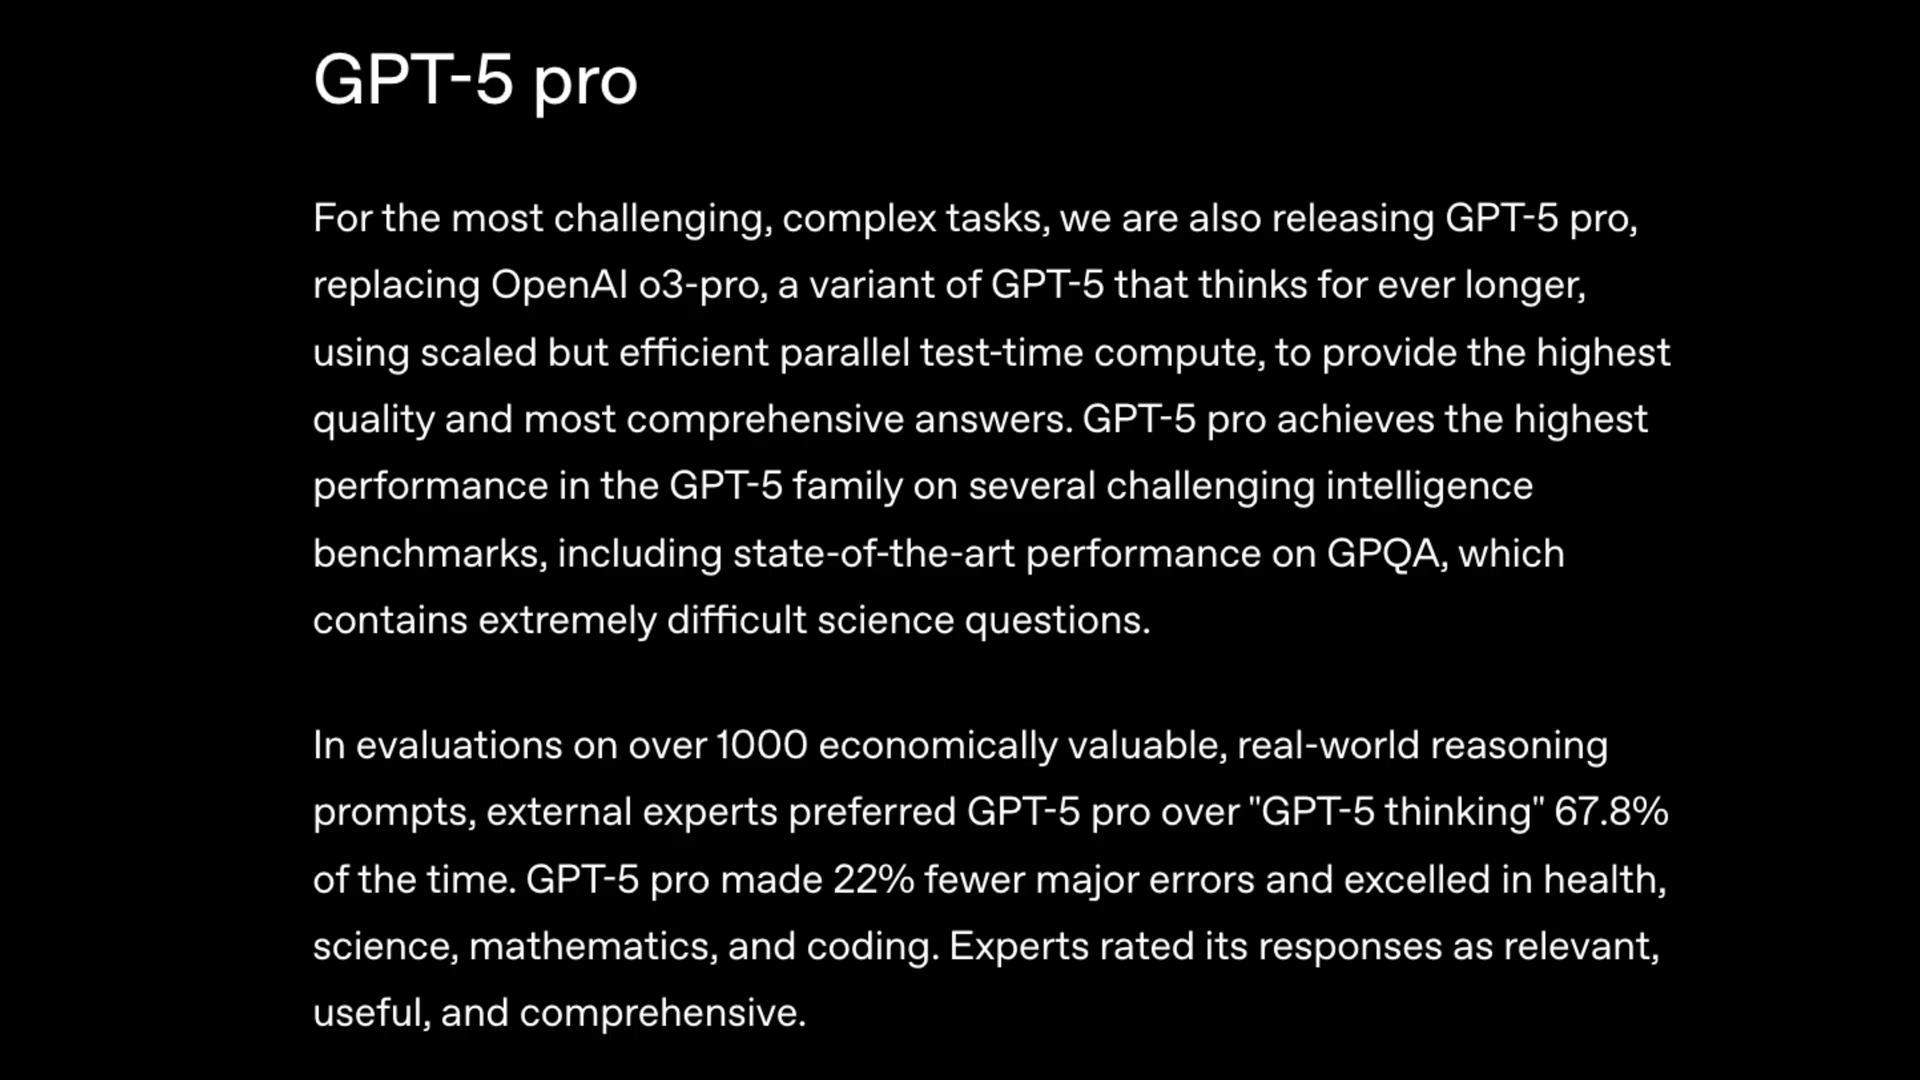 GPT-5 pro
For the most challenging, complex tasks, we are also releasing GPT-5 pro,
replacing OpenAI o3-pro, a variant of GPT-5 that thinks for ever longer,
using scaled but efficient parallel test-time compute, to provide the highest
quality and most comprehensive answers. GPT-5 pro achieves the highest
performance in the GPT-5 family on several challenging intelligence
benchmarks, including state-of-the-art performance on GPQA, which
contains extremely difficult science questions.
In evaluations on over 1000 economically valuable, real-world reasoning
prompts, external experts preferred GPT-5 pro over "GPT-5 thinking" 67.8%
of the time. GPT-5 pro made 22% fewer major errors and excelled in health,
science, mathematics, and coding. Experts rated its responses as relevant,
useful, and comprehensive.